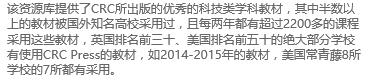 该资源库提供了CRC所出版的优秀的科技类学科教材，其中半数以
上的教材被国外知名高校采用过，且每两年都有超过2200多的课程
采用这些教材，英国排名前三十、美国排名前五十的绝大部分学校
有使用CRC Press的教材，如2014-2015年的教材，美国常青藤8所
学校的7所都有采用。